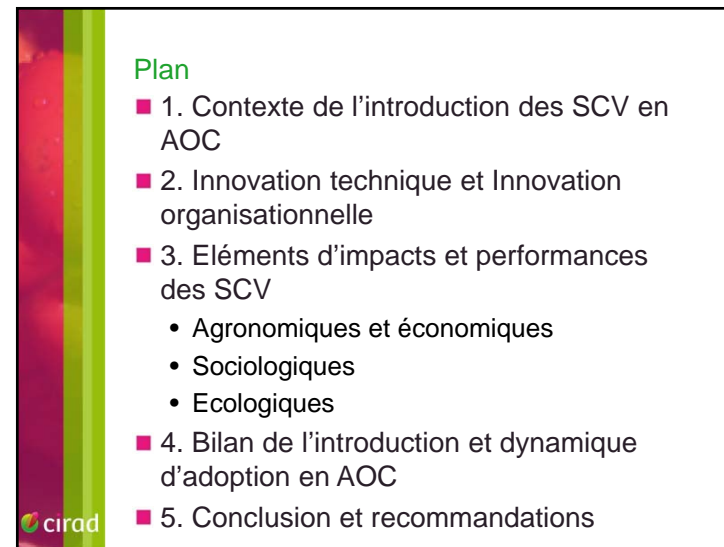 Plan
1. Contexte de l'introduction des SCV en
AOC
2. Innovation technique et Innovation
organisationnelle
3. Eléments d'impacts et performances
des SCV
• Agronomiques et économiques
• Sociologiques
• Ecologiques
4. Bilan de l'introduction et dynamique
d'adoption en AOC
5. Conclusion et recommandations
cirad